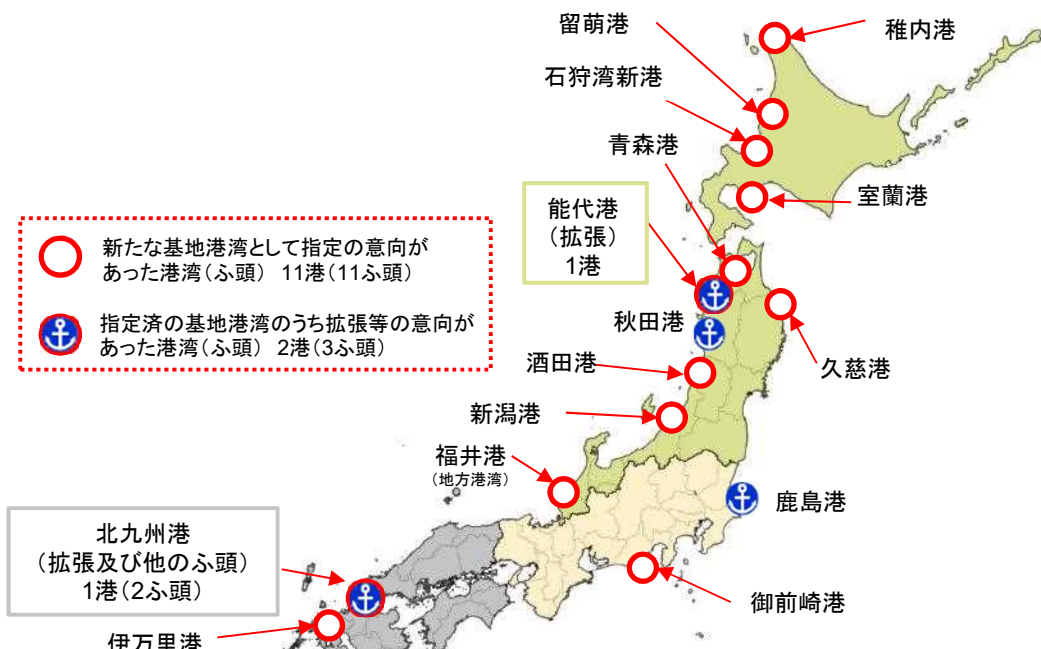 留萌港
稚内港
石狩湾新港
青森港
室蘭港
能代港
（拡張）
1港
新たな基地港湾として指定の意向が
あった港湾（ふ頭） 11港（11ふ頭）
指定済の基地港湾のうち拡張等の意向が
あった港湾（ふ頭） 2港（3ふ頭）
秋田港
久慈港
酒田港
新潟港
福井港
（地方港湾）
鹿島港
北九州港
（拡張及び他のふ頭）
1港（2ふ頭）
御前崎港
伊万里港